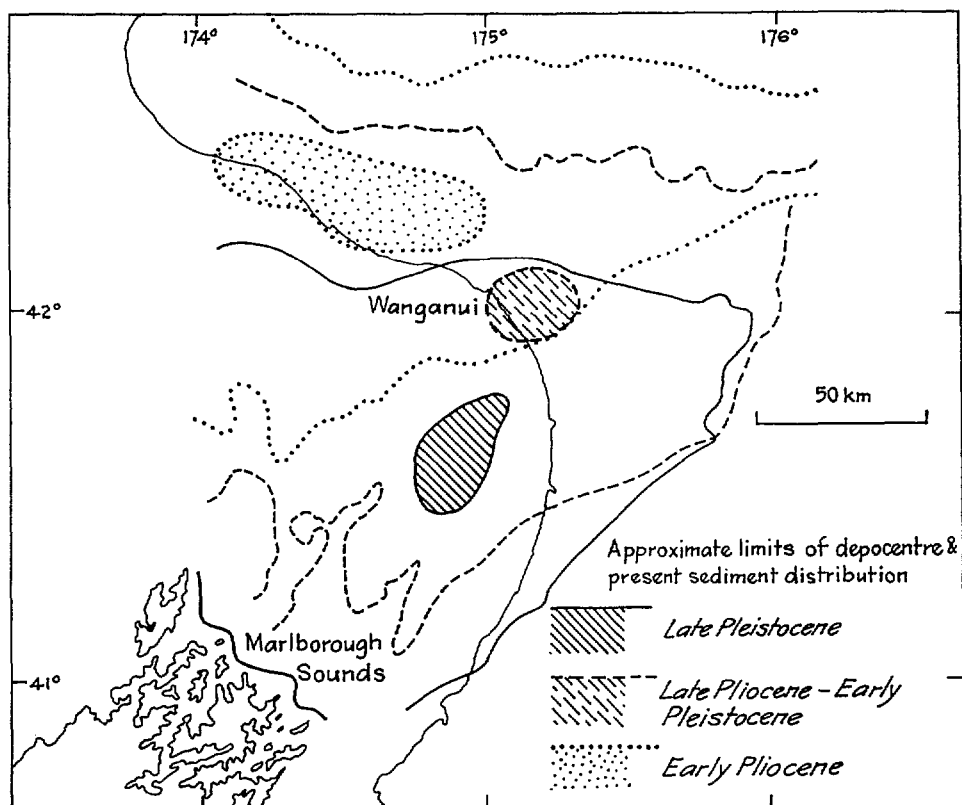 174° 175° 176°
42°
Wanganui
50 km
Approximate limits of depocentre &
present sediment distribution
Late Pleistocene
Marlborough
Sounds
41°
Late Pliocene – Early
Pleistocene
Early Pliocene